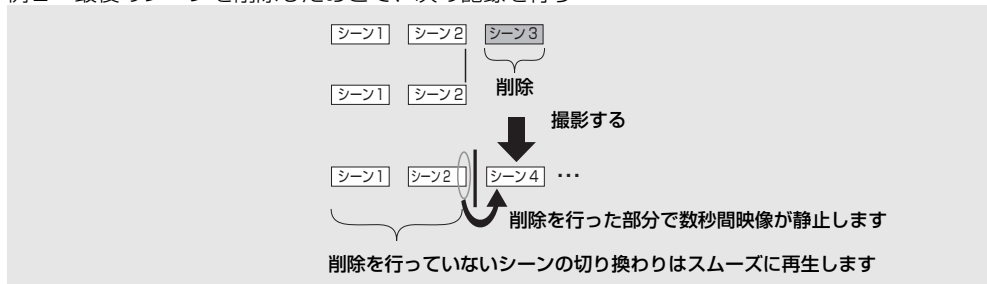 シーン1 シーン2 シーン3
削除
シーン1 シーン2
撮影する
シーン1 シーン2 シーン4 …
削除を行った部分で数秒間映像が静止します
削除を行っていないシーンの切り換わりはスムーズに再生します